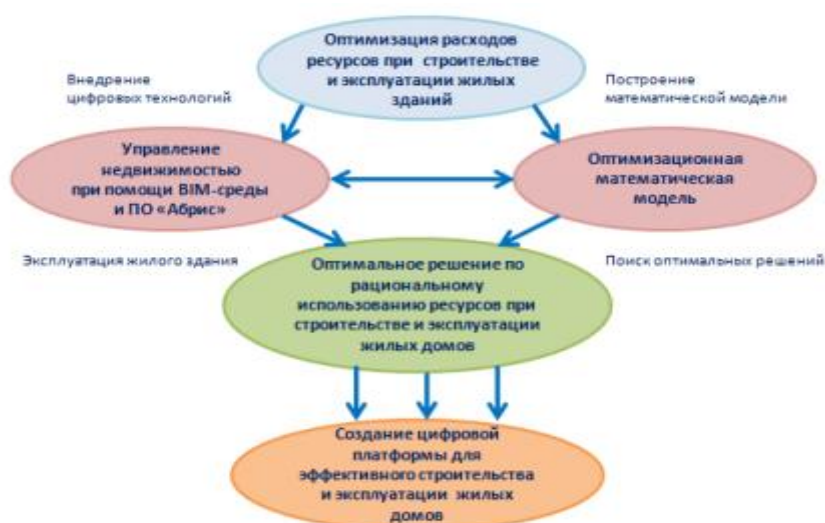 Оптимизация расходов
ресурсов при строительстве
и эксплуатации жилых
зданий
Внедрение
цифровых технологий
Построение
математической модели
Управление
недвижимостью
при помощи BIM-среды
и ПО «Абрис»
Оптимизационная
математическая
модель
Эксплуатация жилого здания
Поиск оптимальных решений
Оптимальное решение по
рациональному
использованию ресурсов при
строительстве и эксплуатации
жилых домов
Создание цифровой
платформы для
эффективного строительства
и эксплуатации жилых
домов